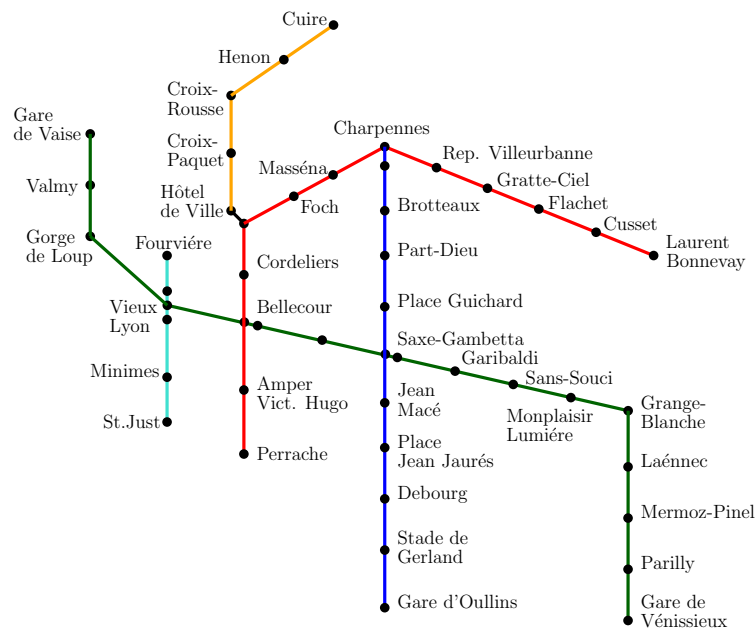 Cuire
Henon
Croix-
Rousse
Gare
de Vaise
Charpennes
Croix-
Paquet
Rep. Villeurbanne
Masséna
Valmy
Gratte-Ciel
Hôtel
de Ville
Foch
Flachet
Brotteaux
Cusset
Gorge
de Loup
Fourviére
Laurent
Bonnevay
Cordeliers
Part-Dieu
Vieux
Lyon
Bellecour
Place Guichard
Saxe-Gambetta
Garibaldi
Minimes
Sans-Souci
Amper
Vict. Hugo
Jean
Macé
Grange-
Blanche
St.Just
Monplaisir
Lumiére
Perrache
Place
Jean Jaurés
Laénnec
Debourg
Mermoz-Pinel
Stade de
Gerland
Parilly
Gare d'Oullins
Gare de
Vénissieux